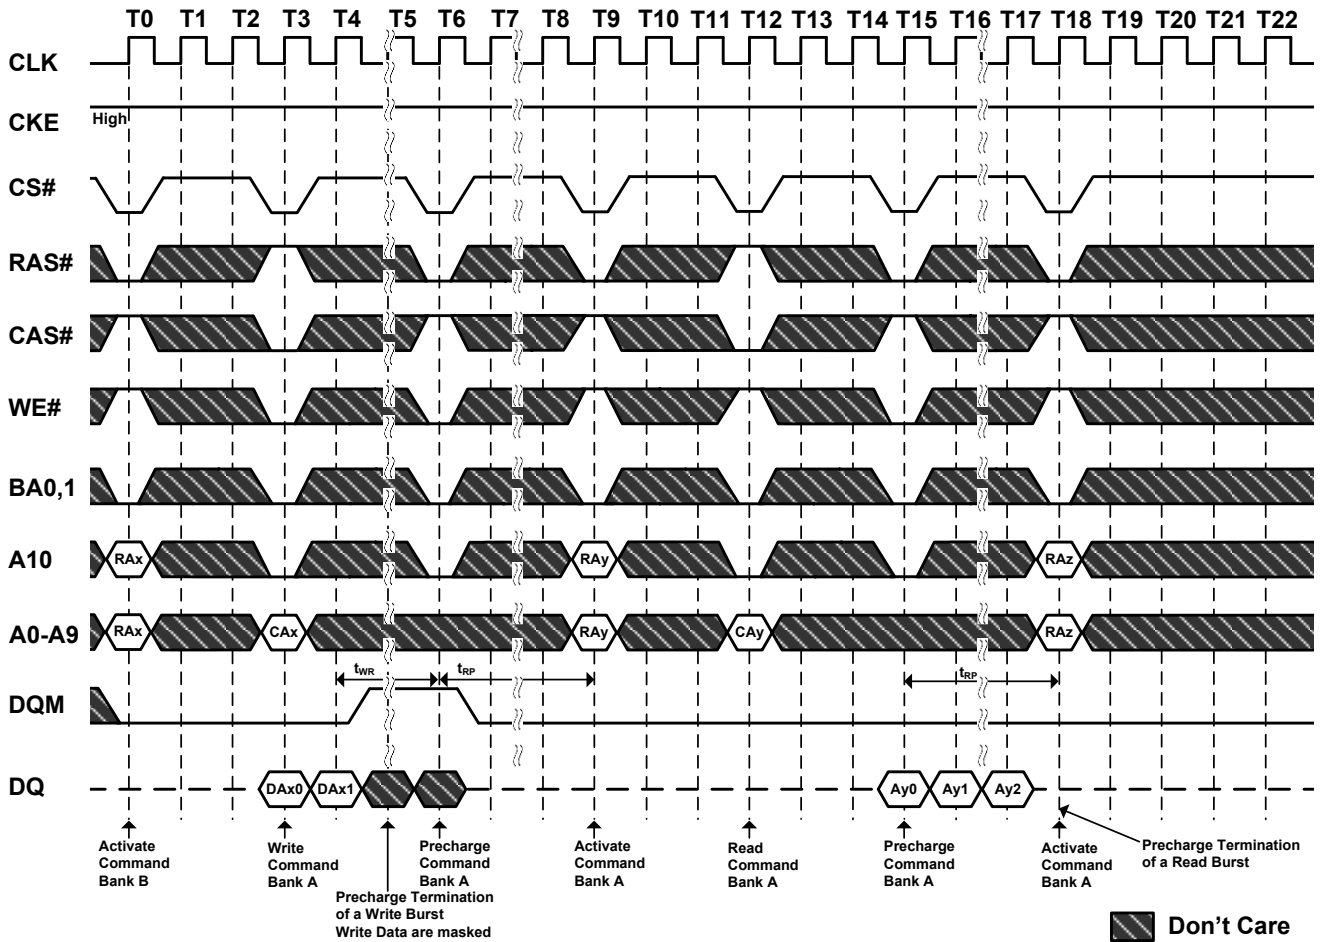 T0 T1 T2 T3 T4 T5 T6 T7 T8 T9 T10 T11 T12 T13 T14 T15 T16 T17 T18 T19 T20 T21 T22
CLK
CKE High
CS#
RAS#
CAS#
WE#
BA0,1
A10 RAx RAy RAz
A0-A9 RAx CAx RAy CAy RAz
tWR tRP tRP
DQM
DQ DAx0 DAx1 Ay0 Ay1 Ay2
Activate
Command
Bank B
Write
Command
Bank A
Precharge Termination
of a Write Burst
Write Data are masked
Precharge
Command
Bank A
Activate
Command
Bank A
Read
Command
Bank A
Precharge
Command
Bank A
Activate
Command
Bank A
Precharge Termination
of a Read Burst
Don't Care